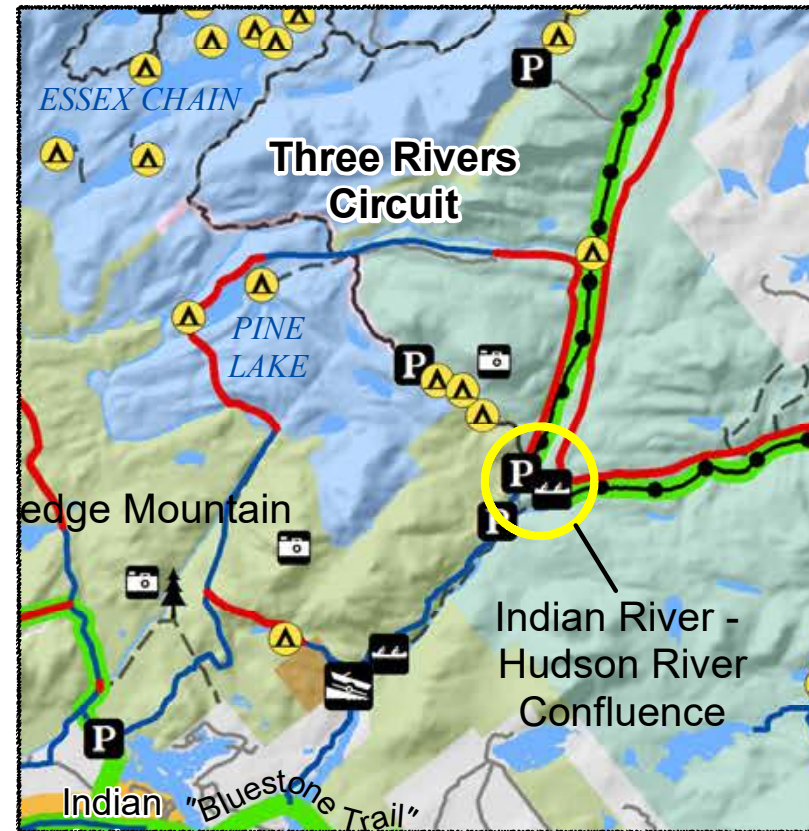 P
ESSEX CHAIN
Three Rivers
Circuit
PINE
LAKE
P
P
P
edge Mountain
Indian River -
Hudson River
Confluence
P
Indian
"Bluestone Trail"